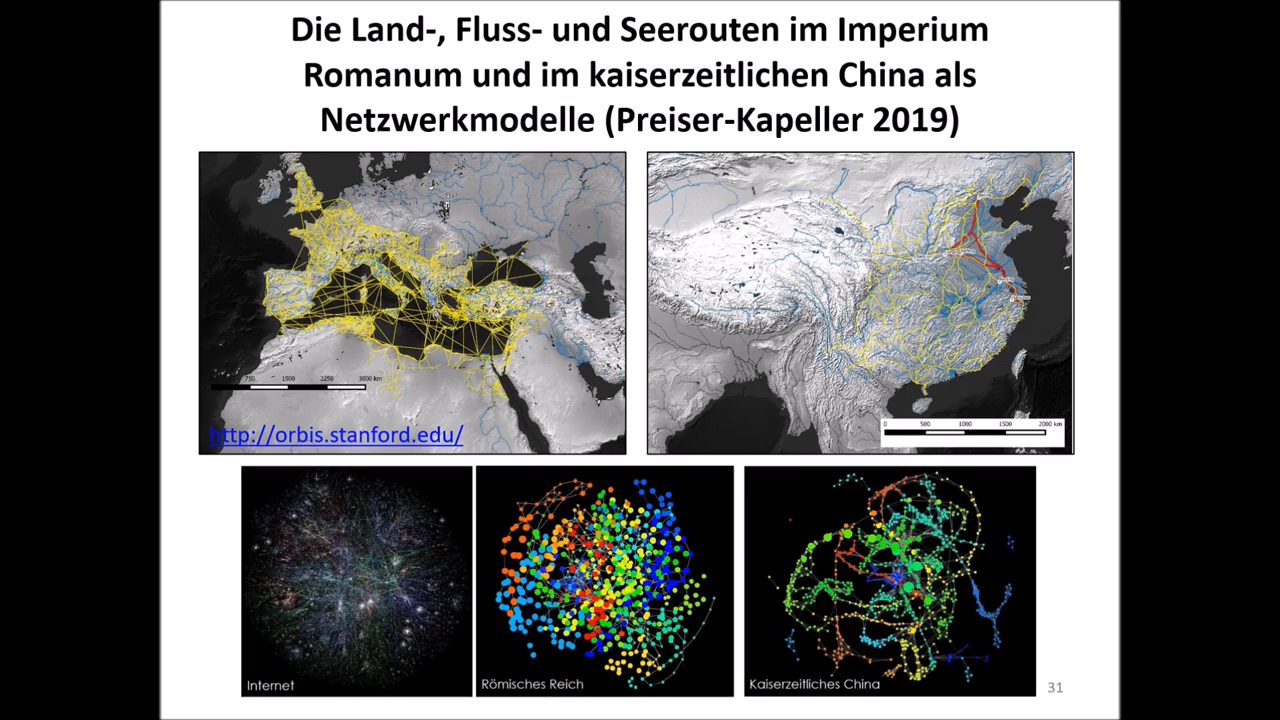 Die Land-, Fluss- und Seerouten im Imperium
Romanum und im kaiserzeitlichen China als
Netzwerkmodelle (Preiser-Kapeller 2019)
750 1500 2250 3000 km
http://orbis.stanford.edu/
0 500 1000 1500 2000 km
Internet
Römisches Reich
Kaiserzeitliches China
31